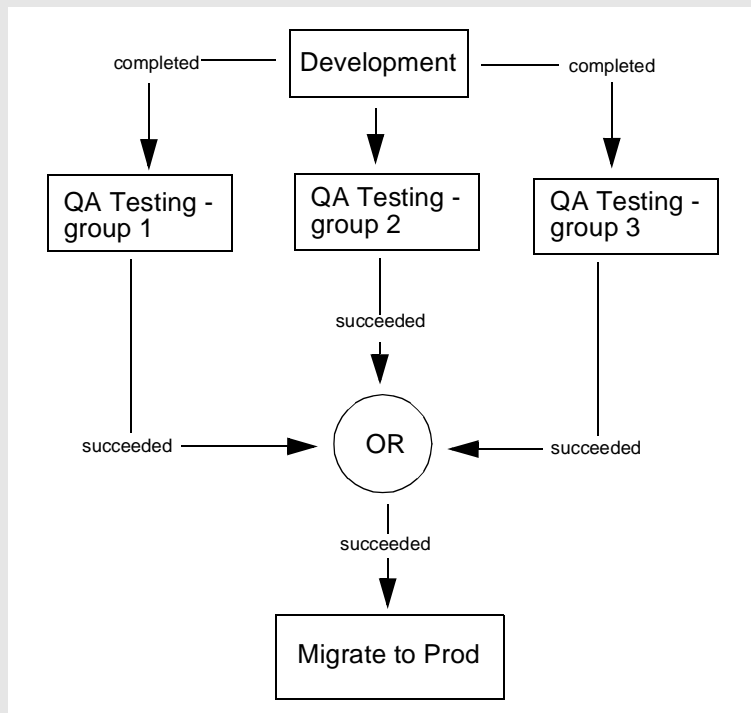 Development
completed
completed
QA Testing -
group 1
QA Testing -
group 2
QA Testing -
group 3
succeeded
OR
succeeded
succeeded
succeeded
Migrate to Prod